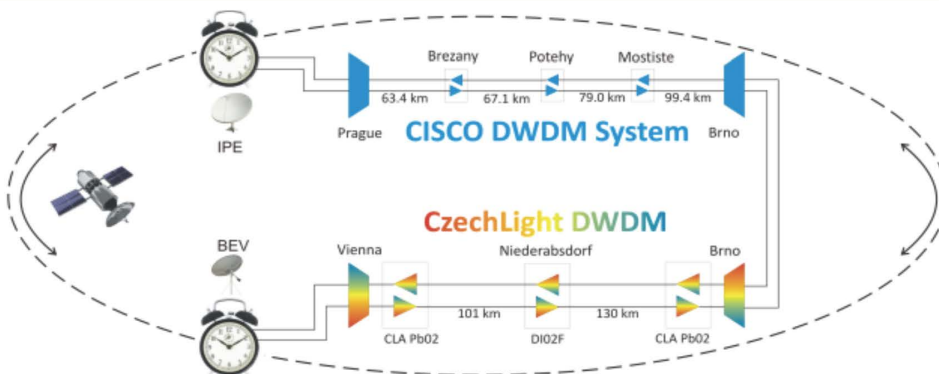 Brezany
Potehy
Mostiste
63.4 km
67.1 km
79.0 km
99.4 km
Prague
CISCO DWDM System
Brno
IPE
CzechLight DWDM
BEV
Vienna
Niederabsdorf
Brno
101 km
130 km
CLA Pb02
DI02F
CLA Pb02